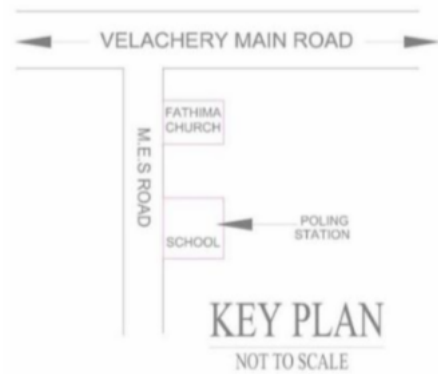 VELACHERY MAIN ROAD
FATHIMA
CHURCH
M.E.S ROAD
POLING
STATION
SCHOOL
KEY PLAN
NOT TO SCALE